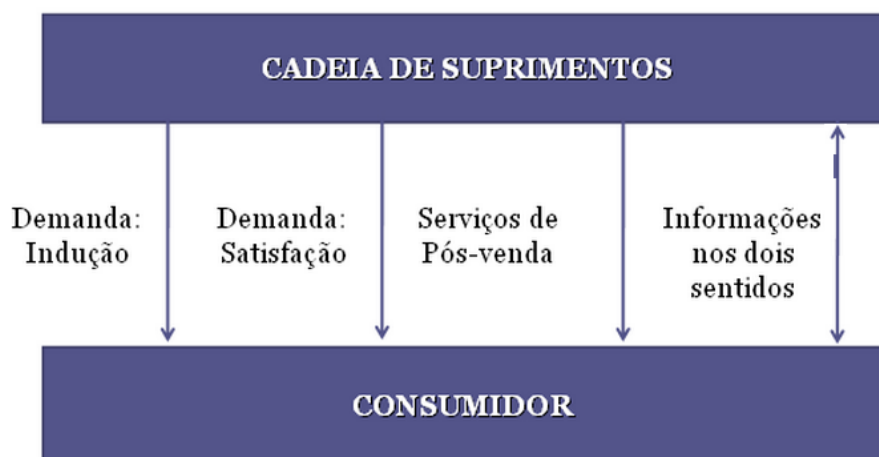 CADEIA DE SUPRIMENTOS
Demanda:
Indução
Demanda:
Satisfação
Serviços de
Pós-venda
Informações
nos dois
sentidos
CONSUMIDOR